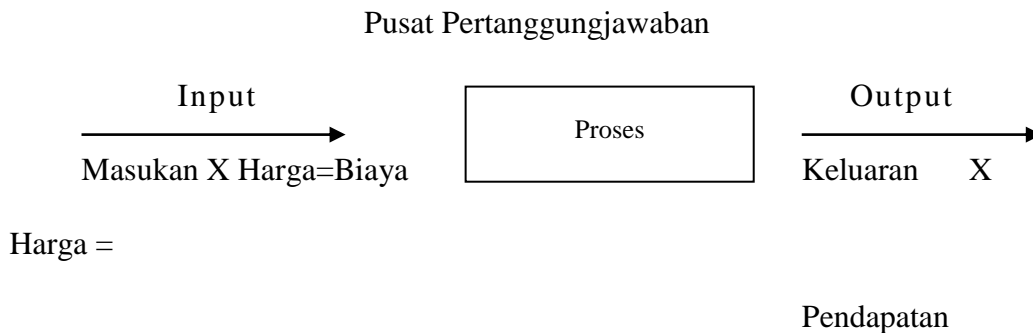 Pusat Pertanggungjawaban
Input
Proses
Output
Masukan X Harga=Biaya
Keluaran X
Harga =
Pendapatan